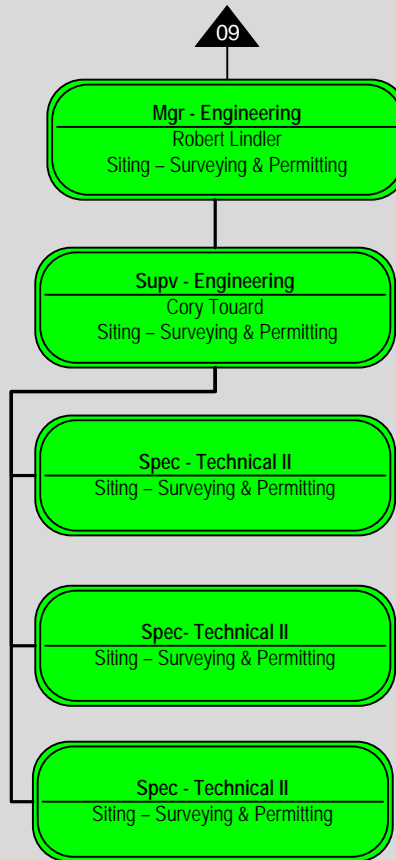 09
Mgr - Engineering
Robert Lindler
Siting – Surveying & Permitting
Supv - Engineering
Cory Touard
Siting – Surveying & Permitting
Spec - Technical II
Siting – Surveying & Permitting
Spec- Technical II
Siting – Surveying & Permitting
Spec - Technical II
Siting – Surveying & Permitting